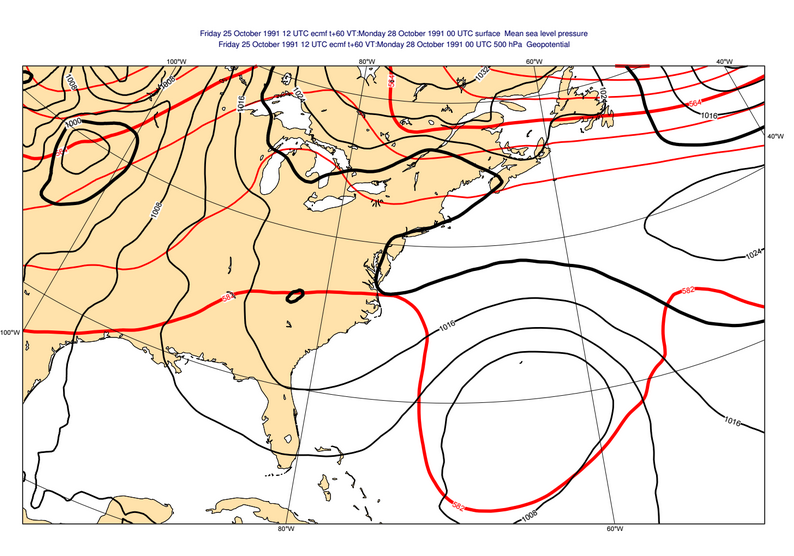 Friday 25 October 1991 12 UTC ecmf t+60 VT:Monday 28 October 1991 00 UTC surface Mean sea level pressure
Friday 25 October 1991 12 UTC ecmf t+60 VT:Monday 28 October 1991 00 UTC 500 hPa Geopotential
100°W 80°W 60°W 40°W
1008
1008
1016
1032
564
1016
1000
40°W
1008
1024
582
582
100°W
1016
1016
582
1008
80°W 60°W